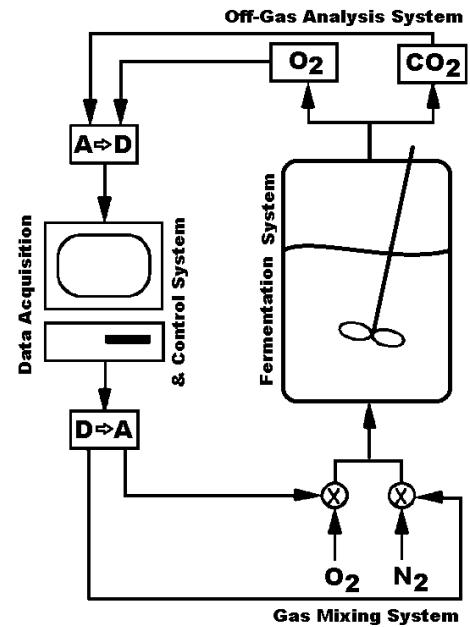 Off-Gas Analysis System
O2
CO2
A⇨D
Data Acquisition
& Control System
Fermentation System
D⇨A
X
X
O2
N2
Gas Mixing System